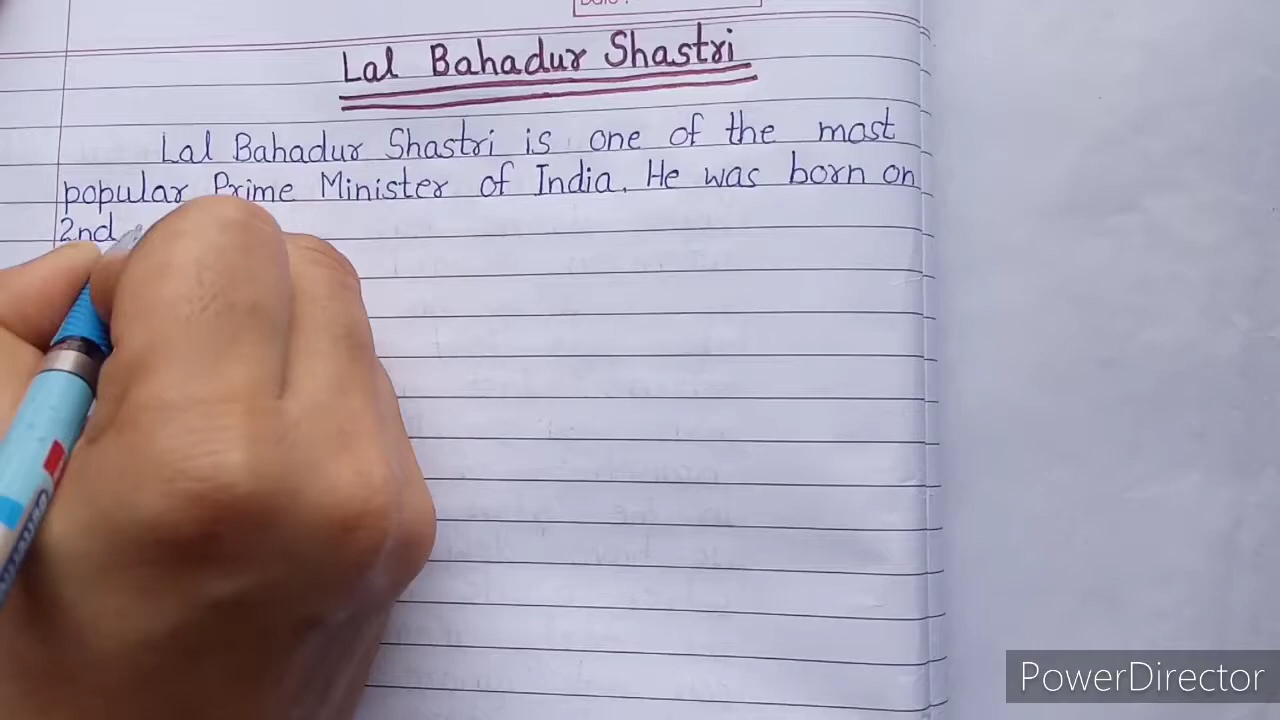 Lal Bahadur Shastri
Lal Bahadur Shastri is one of the most
popular Prime Minister of India. He was born on
2nd
PowerDirector